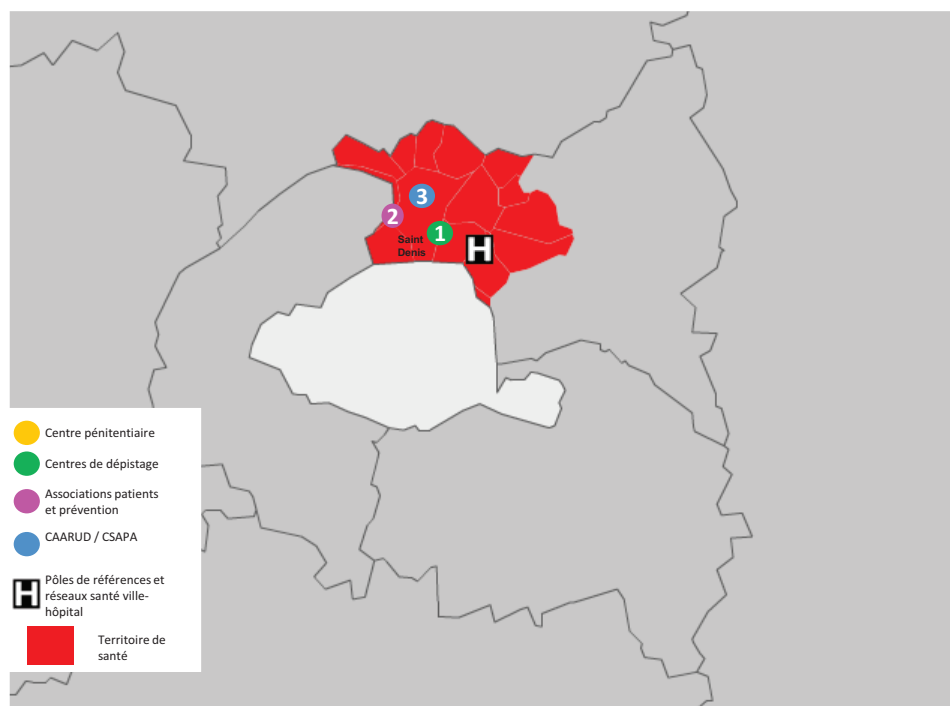 3
2
1
Saint
Denis
H
Centre pénitentiaire
Centres de dépistage
Associations patients
et prévention
CAARUD / CSAPA
H
Pôles de références et
réseaux santé ville-
hôpital
Territoire de
santé